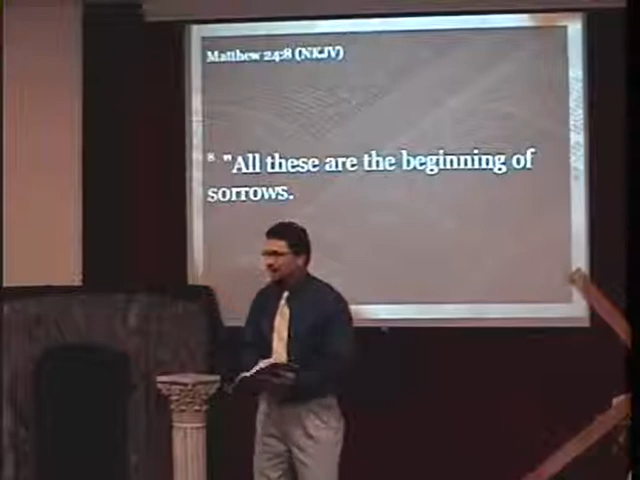 Matthew 24:8 (NKJV)
8 "All these are the beginning of
sorrows.